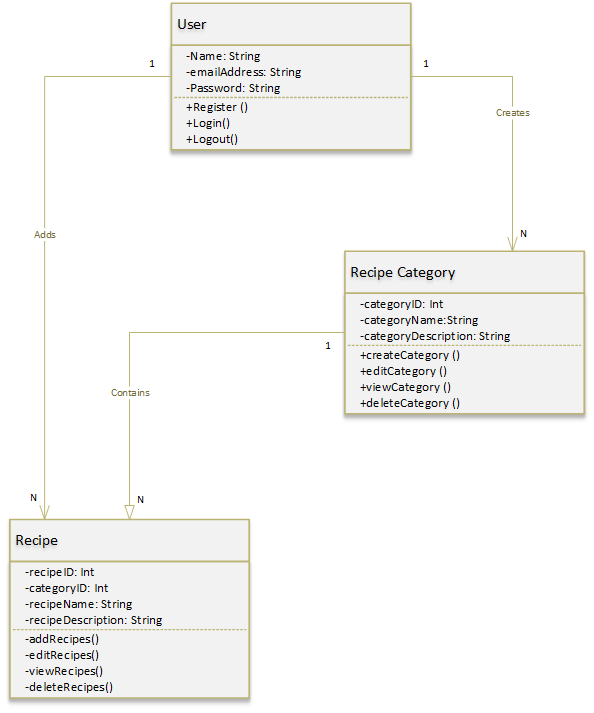 User
-Name: String
-emailAddress: String
-Password: String
+Register ()
+Login()
+Logout()
1
1
Creates
Adds
N
Recipe Category
-categoryID: Int
-categoryName:String
-categoryDescription: String
+createCategory ()
+editCategory ()
+viewCategory ()
+deleteCategory ()
1
Contains
N
N
Recipe
-recipeID: Int
-categoryID: Int
-recipeName: String
-recipeDescription: String
-addRecipes()
-editRecipes()
-viewRecipes()
-deleteRecipes()